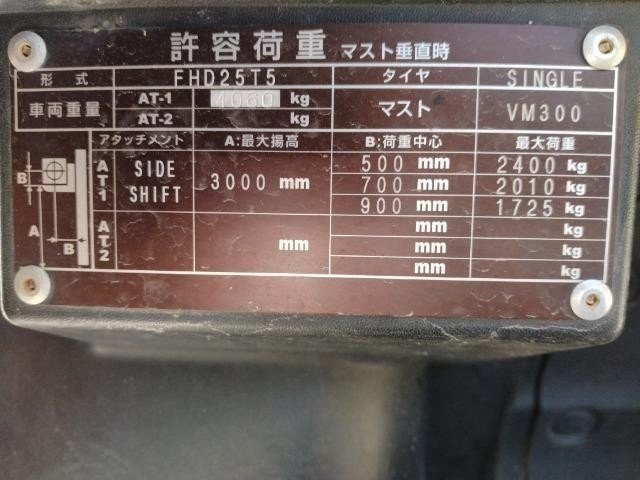 許容荷重 マスト垂直時
形式 FHD25T5 タイヤ SINGLE
車両重量 AT-1 4060 kg マスト VM300
AT-2 kg
アタッチメント A:最大揚高 B:荷重中心 最大荷重
B A B AT1 SIDE SHIFT 3000 mm 500 mm 2400 kg
700 mm 2010 kg
900 mm 1725 kg
AT2 mm mm kg
mm kg
mm kg